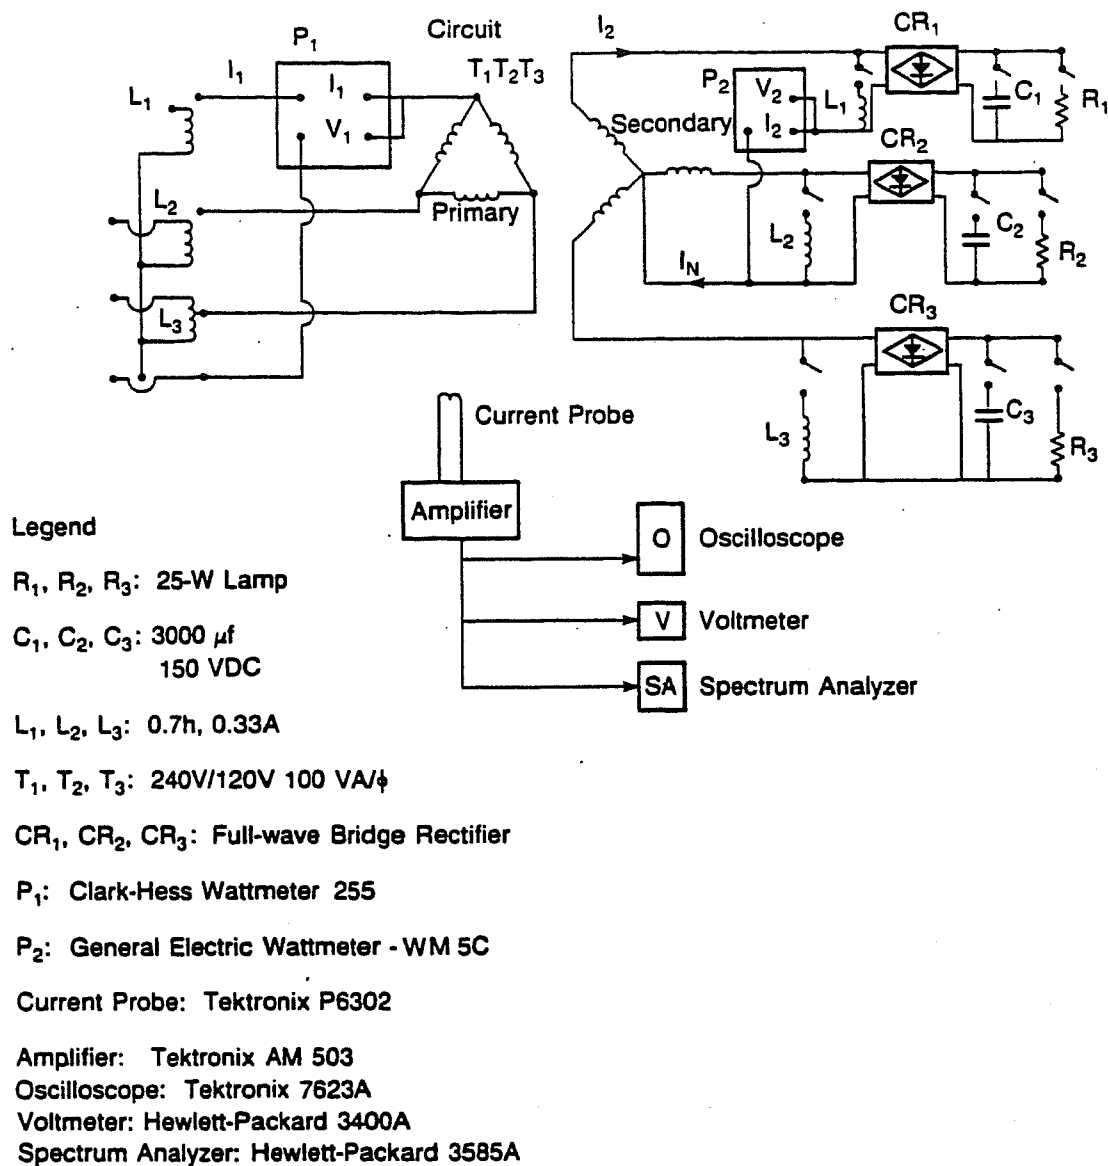 P₁
Circuit
T₁T₂T₃
I₁
I₁
V₁
L₁
L₂
L₃
Primary
I₂
CR₁
P₂
V₂
I₂
L₁
C₁
R₁
Secondary
CR₂
L₂
C₂
R₂
I_N
CR₃
L₃
C₃
R₃
Current Probe
Amplifier
O Oscilloscope
V Voltmeter
SA Spectrum Analyzer
Legend
R₁, R₂, R₃: 25-W Lamp
C₁, C₂, C₃: 3000 μf
150 VDC
L₁, L₂, L₃: 0.7h, 0.33A
T₁, T₂, T₃: 240V/120V 100 VA/ϕ
CR₁, CR₂, CR₃: Full-wave Bridge Rectifier
P₁: Clark-Hess Wattmeter 255
P₂: General Electric Wattmeter - WM 5C
Current Probe: Tektronix P6302
Amplifier: Tektronix AM 503
Oscilloscope: Tektronix 7623A
Voltmeter: Hewlett-Packard 3400A
Spectrum Analyzer: Hewlett-Packard 3585A